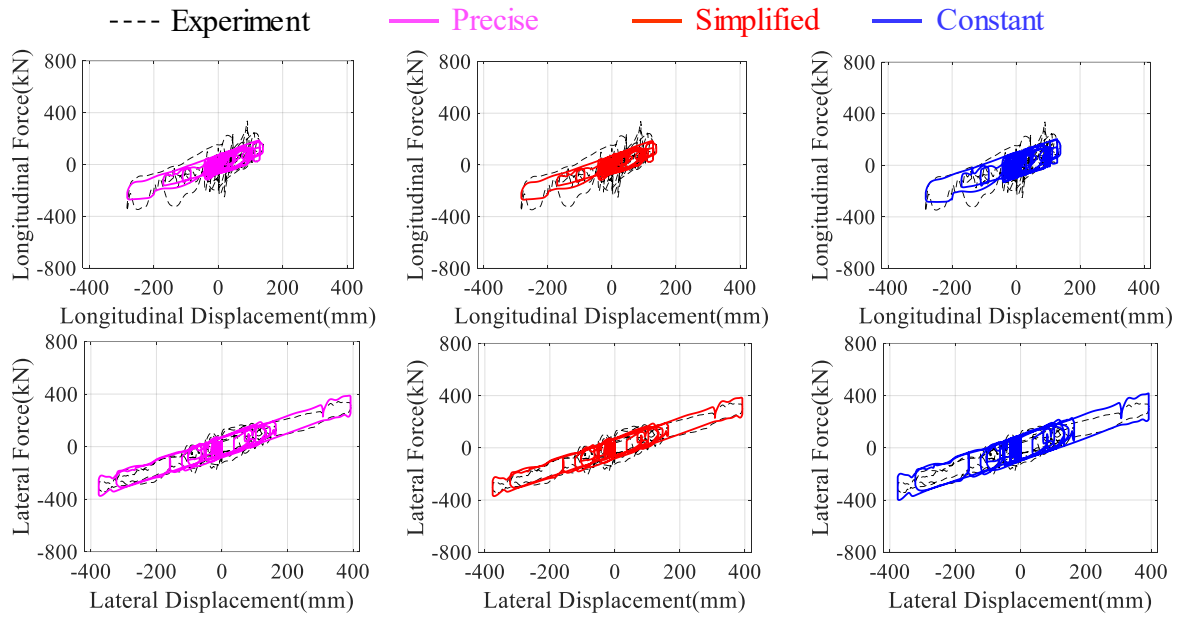 Experiment Precise Simplified Constant
800 800 800
400 400 400
0 0 0
-400 -400 -400
-800 -800 -800
Longitudinal Force(kN) Longitudinal Force(kN) Longitudinal Force(kN)
-400 -200 0 200 400 -400 -200 0 200 400 -400 -200 0 200 400
Longitudinal Displacement(mm) Longitudinal Displacement(mm) Longitudinal Displacement(mm)
800 800 800
400 400 400
0 0 0
-400 -400 -400
-800 -800 -800
Lateral Force(kN) Lateral Force(kN) Lateral Force(kN)
-400 -200 0 200 400 -400 -200 0 200 400 -400 -200 0 200 400
Lateral Displacement(mm) Lateral Displacement(mm) Lateral Displacement(mm)